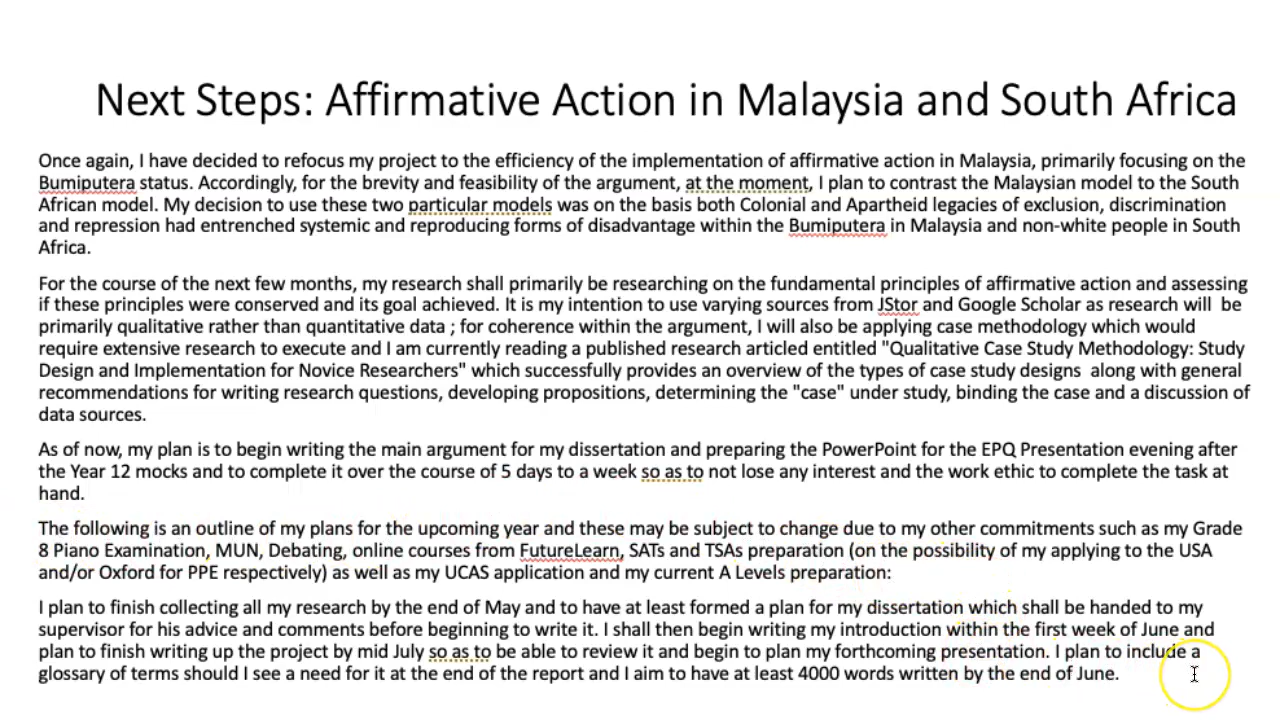 Next Steps: Affirmative Action in Malaysia and South Africa
Once again, I have decided to refocus my project to the efficiency of the implementation of affirmative action in Malaysia, primarily focusing on the
Bumiputera status. Accordingly, for the brevity and feasibility of the argument, at the moment, I plan to contrast the Malaysian model to the South
African model. My decision to use these two particular models was on the basis both Colonial and Apartheid legacies of exclusion, discrimination
and repression had entrenched systemic and reproducing forms of disadvantage within the Bumiputera in Malaysia and non-white people in South
Africa.
For the course of the next few months, my research shall primarily be researching on the fundamental principles of affirmative action and assessing
if these principles were conserved and its goal achieved. It is my intention to use varying sources from JStor and Google Scholar as research will  be
primarily qualitative rather than quantitative data ; for coherence within the argument, I will also be applying case methodology which would
require extensive research to execute and I am currently reading a published research articled entitled "Qualitative Case Study Methodology: Study
Design and Implementation for Novice Researchers" which successfully provides an overview of the types of case study designs  along with general
recommendations for writing research questions, developing propositions, determining the "case" under study, binding the case and a discussion of
data sources.
As of now, my plan is to begin writing the main argument for my dissertation and preparing the PowerPoint for the EPQ Presentation evening after
the Year 12 mocks and to complete it over the course of 5 days to a week so as to not lose any interest and the work ethic to complete the task at
hand.
The following is an outline of my plans for the upcoming year and these may be subject to change due to my other commitments such as my Grade
8 Piano Examination, MUN, Debating, online courses from FutureLearn, SATs and TSAs preparation (on the possibility of my applying to the USA
and/or Oxford for PPE respectively) as well as my UCAS application and my current A Levels preparation:
I plan to finish collecting all my research by the end of May and to have at least formed a plan for my dissertation which shall be handed to my
supervisor for his advice and comments before beginning to write it. I shall then begin writing my introduction within the first week of June and
plan to finish writing up the project by mid July so as to be able to review it and begin to plan my forthcoming presentation. I plan to include a
glossary of terms should I see a need for it at the end of the report and I aim to have at least 4000 words written by the end of June.